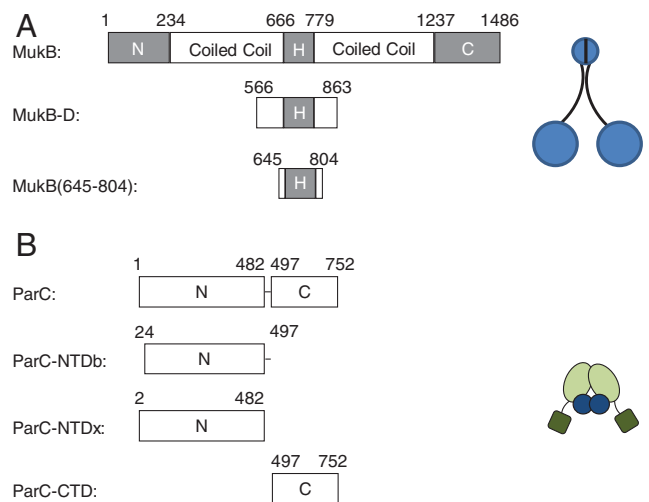 A
1 234 666 779 1237 1486
MukB: N Coiled Coil H Coiled Coil C
566 863
MukB-D: H
645 804
MukB(645-804): H
B
1 482 497 752
ParC: N C
24 497
ParC-NTDb: N
2 482
ParC-NTDx: N
497 752
ParC-CTD: C